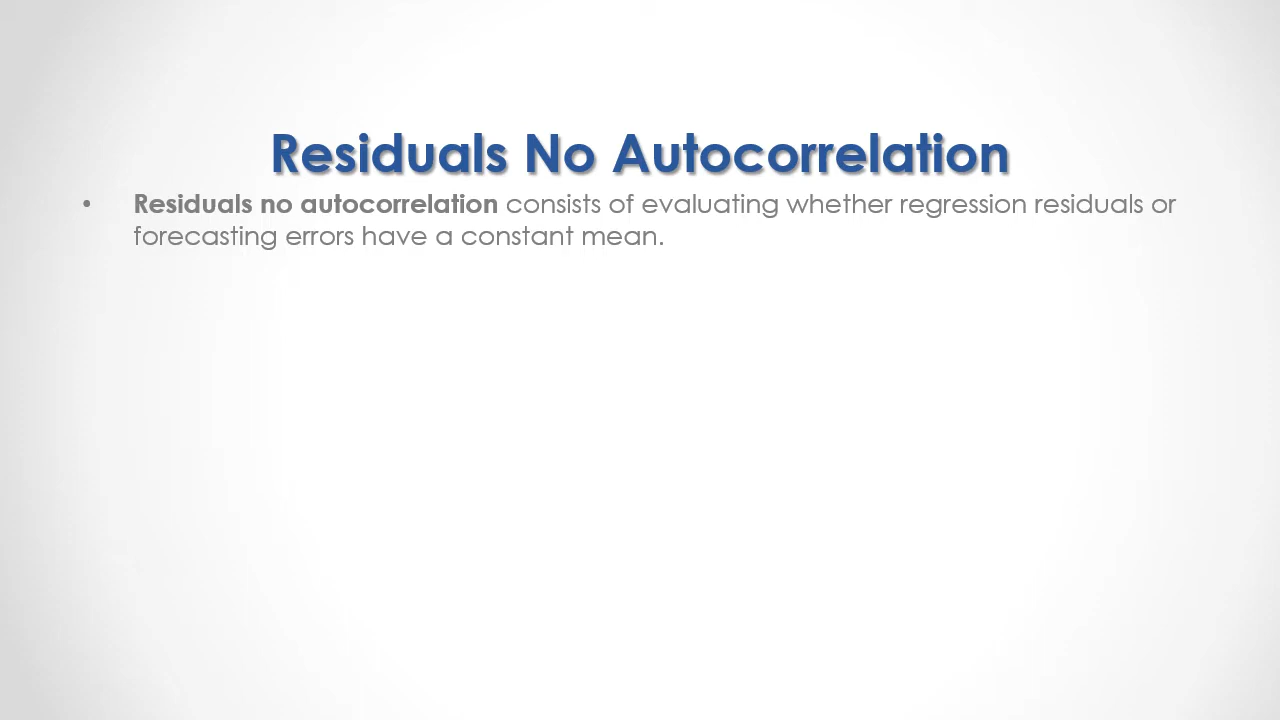 Residuals No Autocorrelation
• Residuals no autocorrelation consists of evaluating whether regression residuals or
forecasting errors have a constant mean.